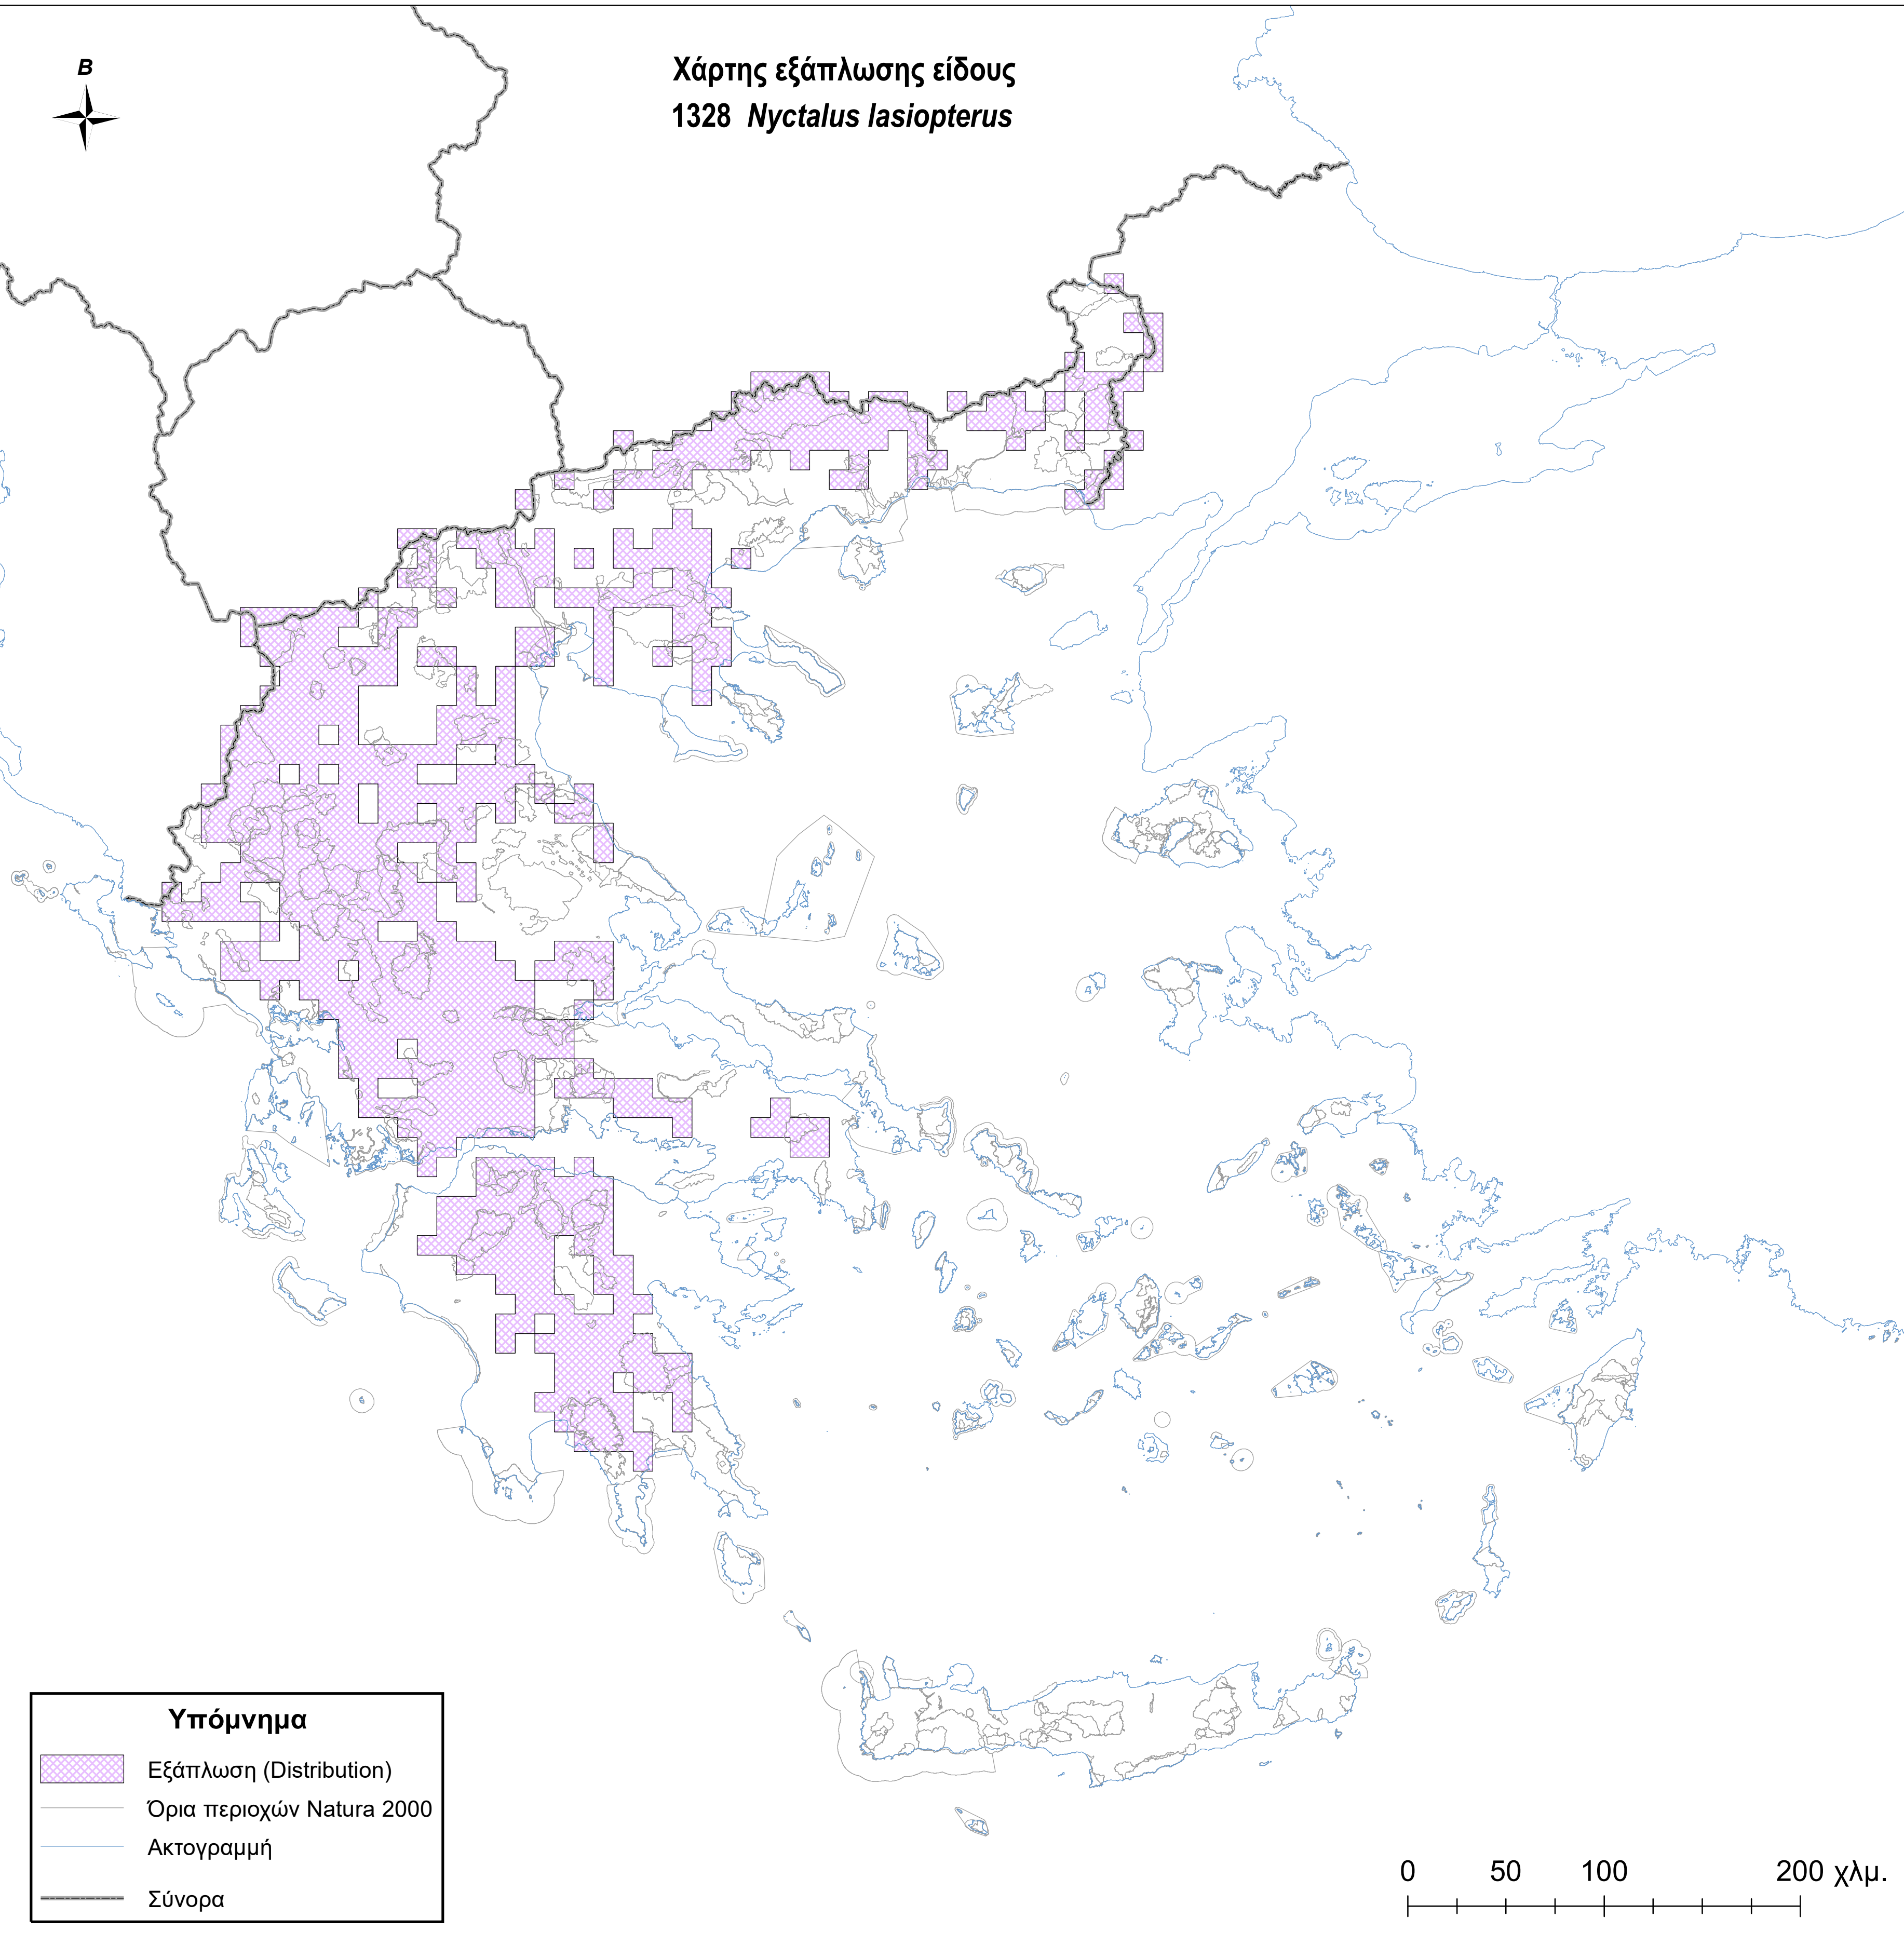 Β
Χάρτης εξάπλωσης είδους
1328 Nyctalus lasiopterus
Υπόμνημα
Εξάπλωση (Distribution)
Όρια περιοχών Natura 2000
Ακτογραμμή
Σύνορα
0 50 100 200 χλμ.